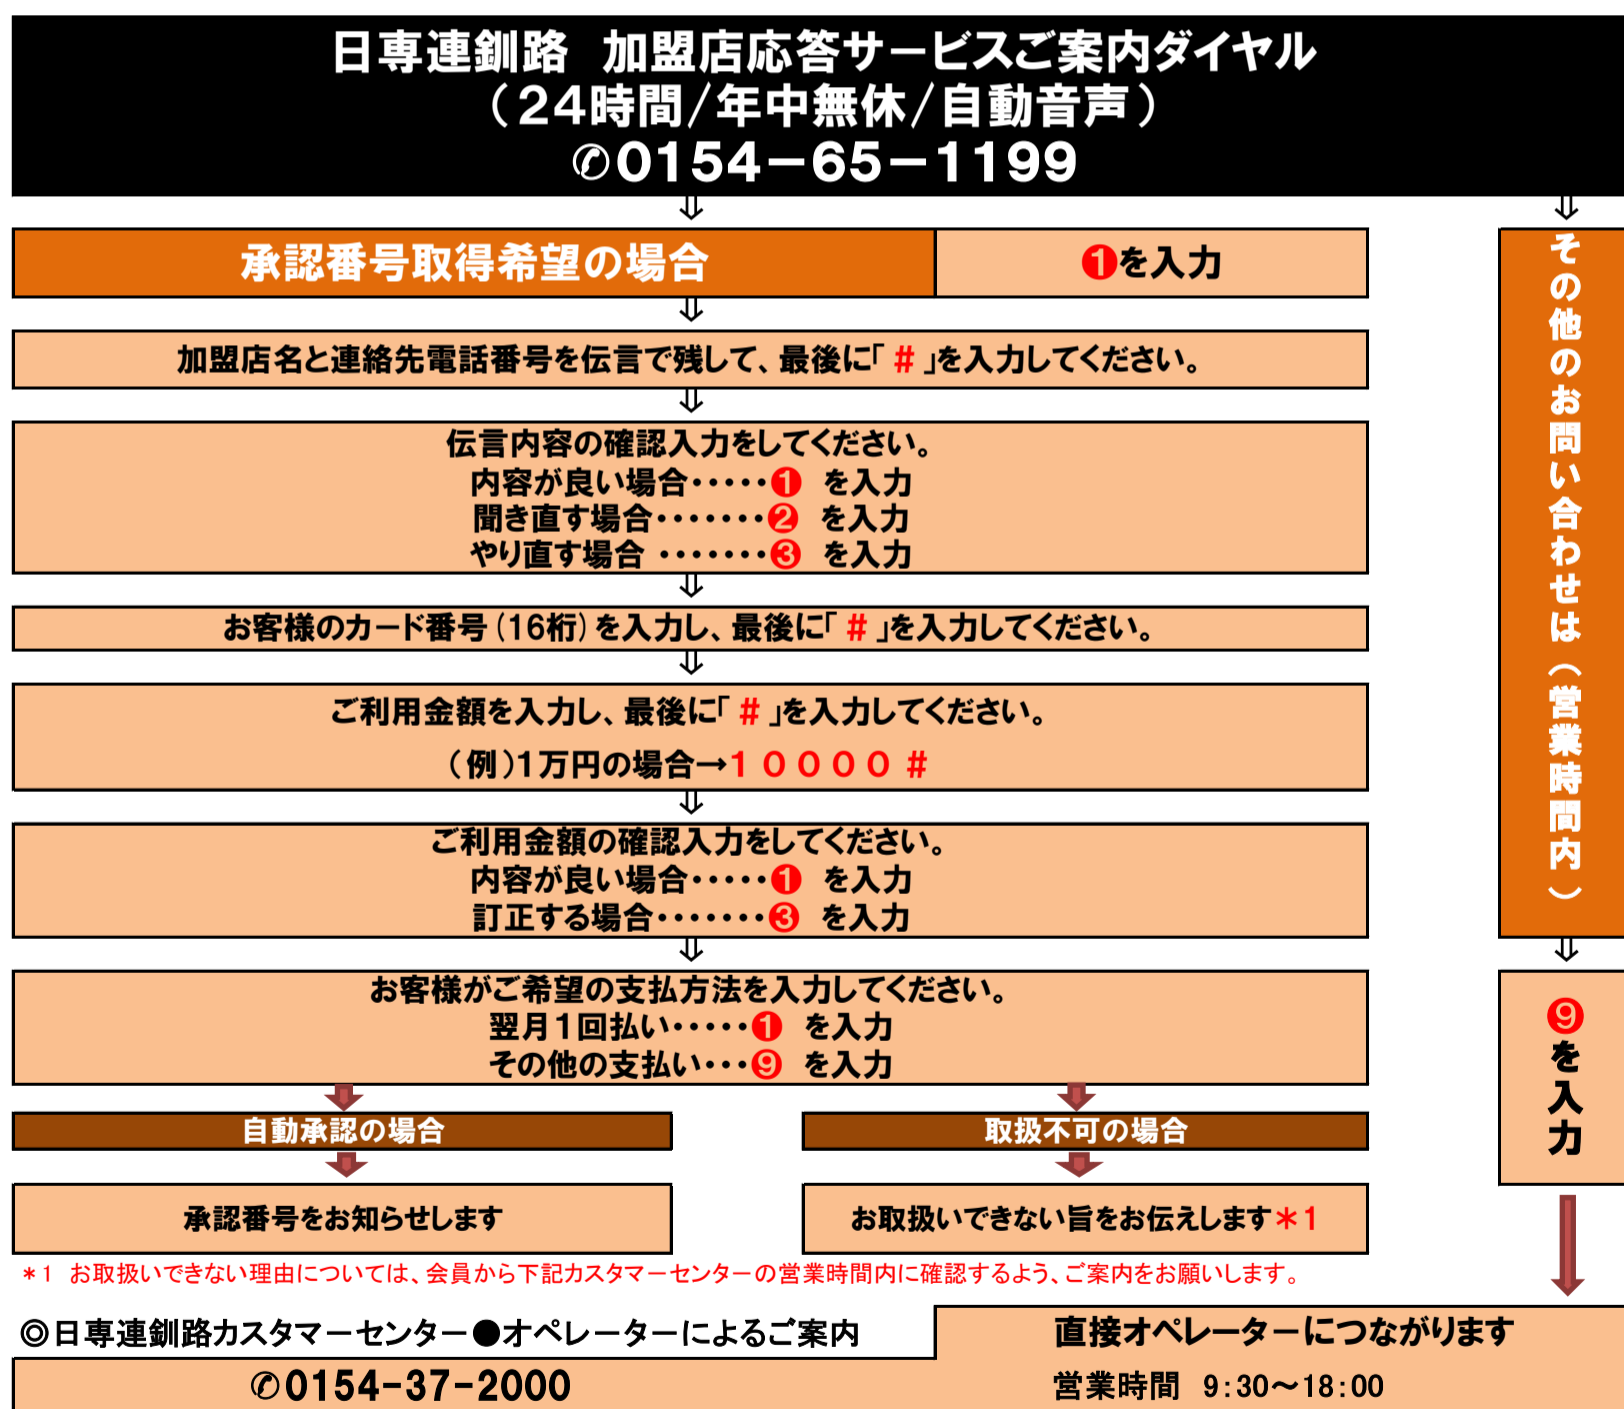 日専連釧路　加盟店応答サービスご案内ダイヤル
（24時間/年中無休/自動音声）
✆0154－65－1199
⇓
⇓
承認番号取得希望の場合
❶を入力
⇓
加盟店名と連絡先電話番号を伝言で残して、最後に「 # 」を入力してください。
⇓
伝言内容の確認入力をしてください。
内容が良い場合・・・・・❶　を入力
聞き直す場合・・・・・・・❷　を入力
やり直す場合 ・・・・・・・❸　を入力
⇓
お客様のカード番号(16桁)を入力し、最後に「 # 」を入力してください。
⇓
ご利用金額を入力し、最後に「 # 」を入力してください。
（例）1万円の場合→１００００＃
⇓
ご利用金額の確認入力をしてください。
内容が良い場合・・・・・❶　を入力
訂正する場合・・・・・・・❸　を入力
⇓
お客様がご希望の支払方法を入力してください。
翌月1回払い・・・・・❶　を入力
その他の支払い・・・❾　を入力
自動承認の場合
取扱不可の場合
承認番号をお知らせします
お取扱いできない旨をお伝えします＊1
＊1　お取扱いできない理由については、会員から下記カスタマーセンターの営業時間内に確認するよう、ご案内をお願いします。
その他のお問い合わせは（営業時間内）
⇓
❾を入力
◎日専連釧路カスタマーセンター●オペレーターによるご案内
✆0154-37-2000
直接オペレーターにつながります
営業時間　9:30～18:00